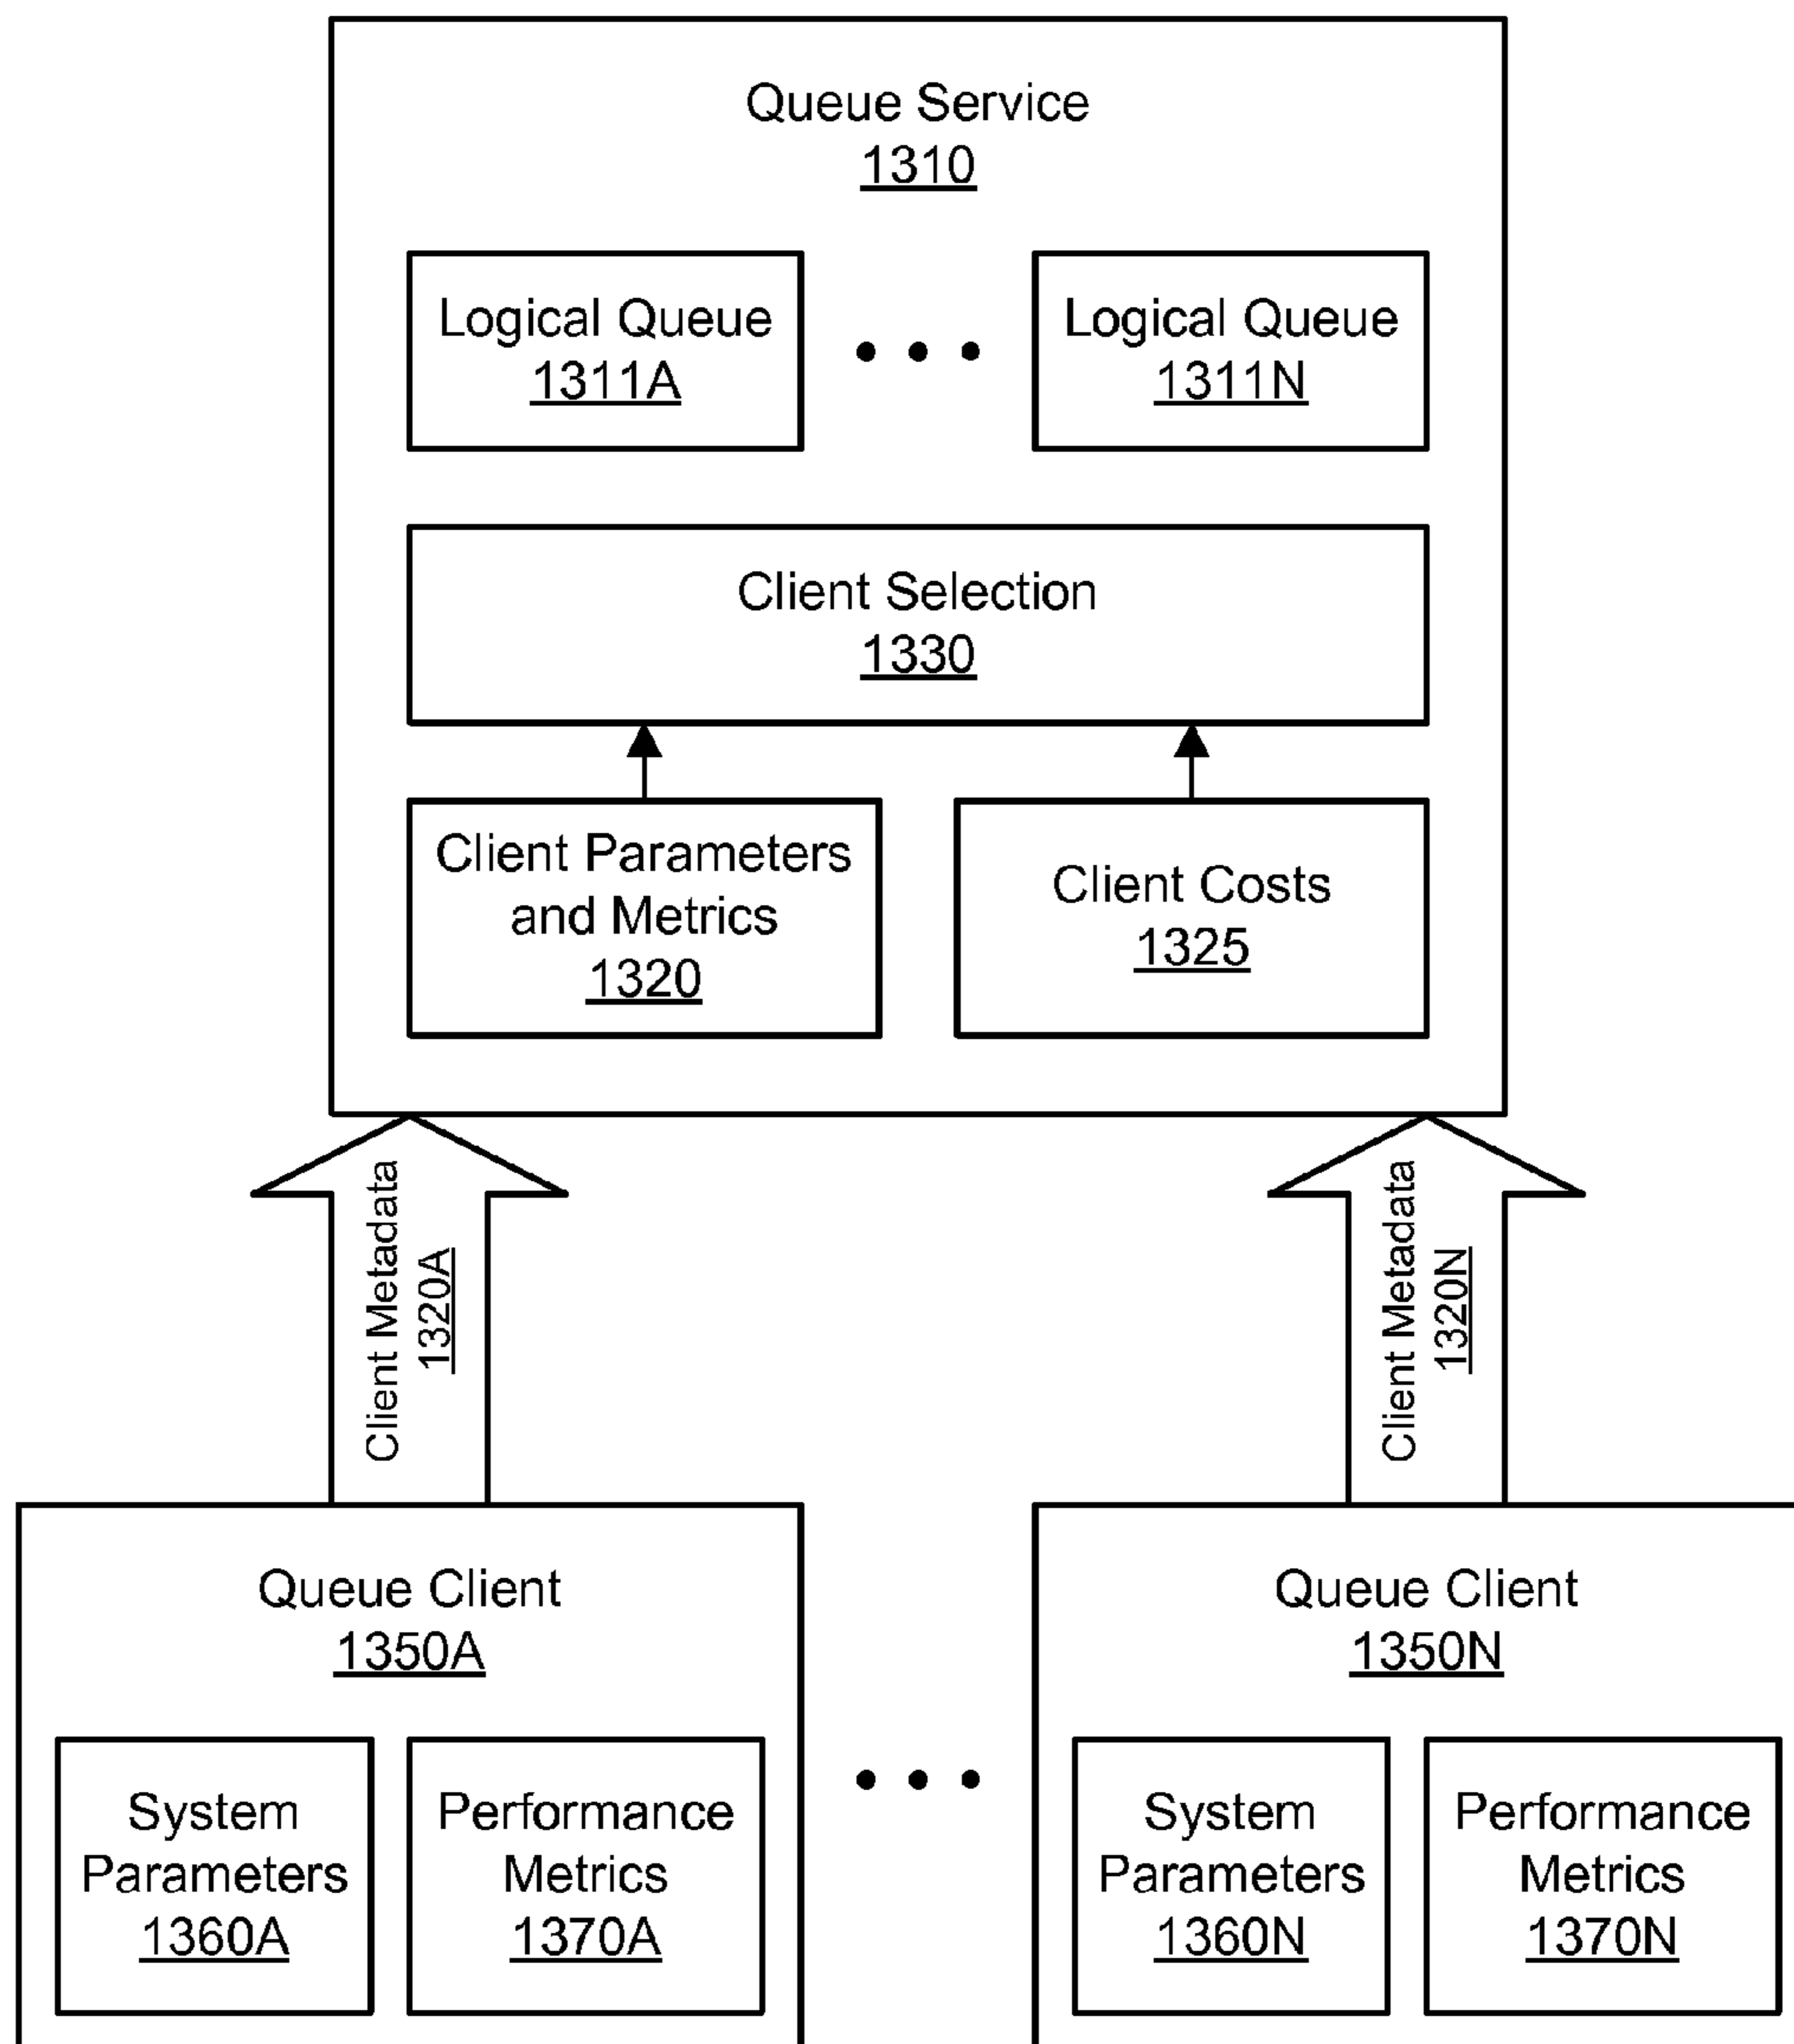 Queue Service
1310
Logical Queue
1311A
Logical Queue
1311N
Client Selection
1330
Client Parameters
and Metrics
1320
Client Costs
1325
Client Metadata
1320A
Client Metadata
1320N
Queue Client
1350A
Queue Client
1350N
System
Parameters
1360A
Performance
Metrics
1370A
System
Parameters
1360N
Performance
Metrics
1370N